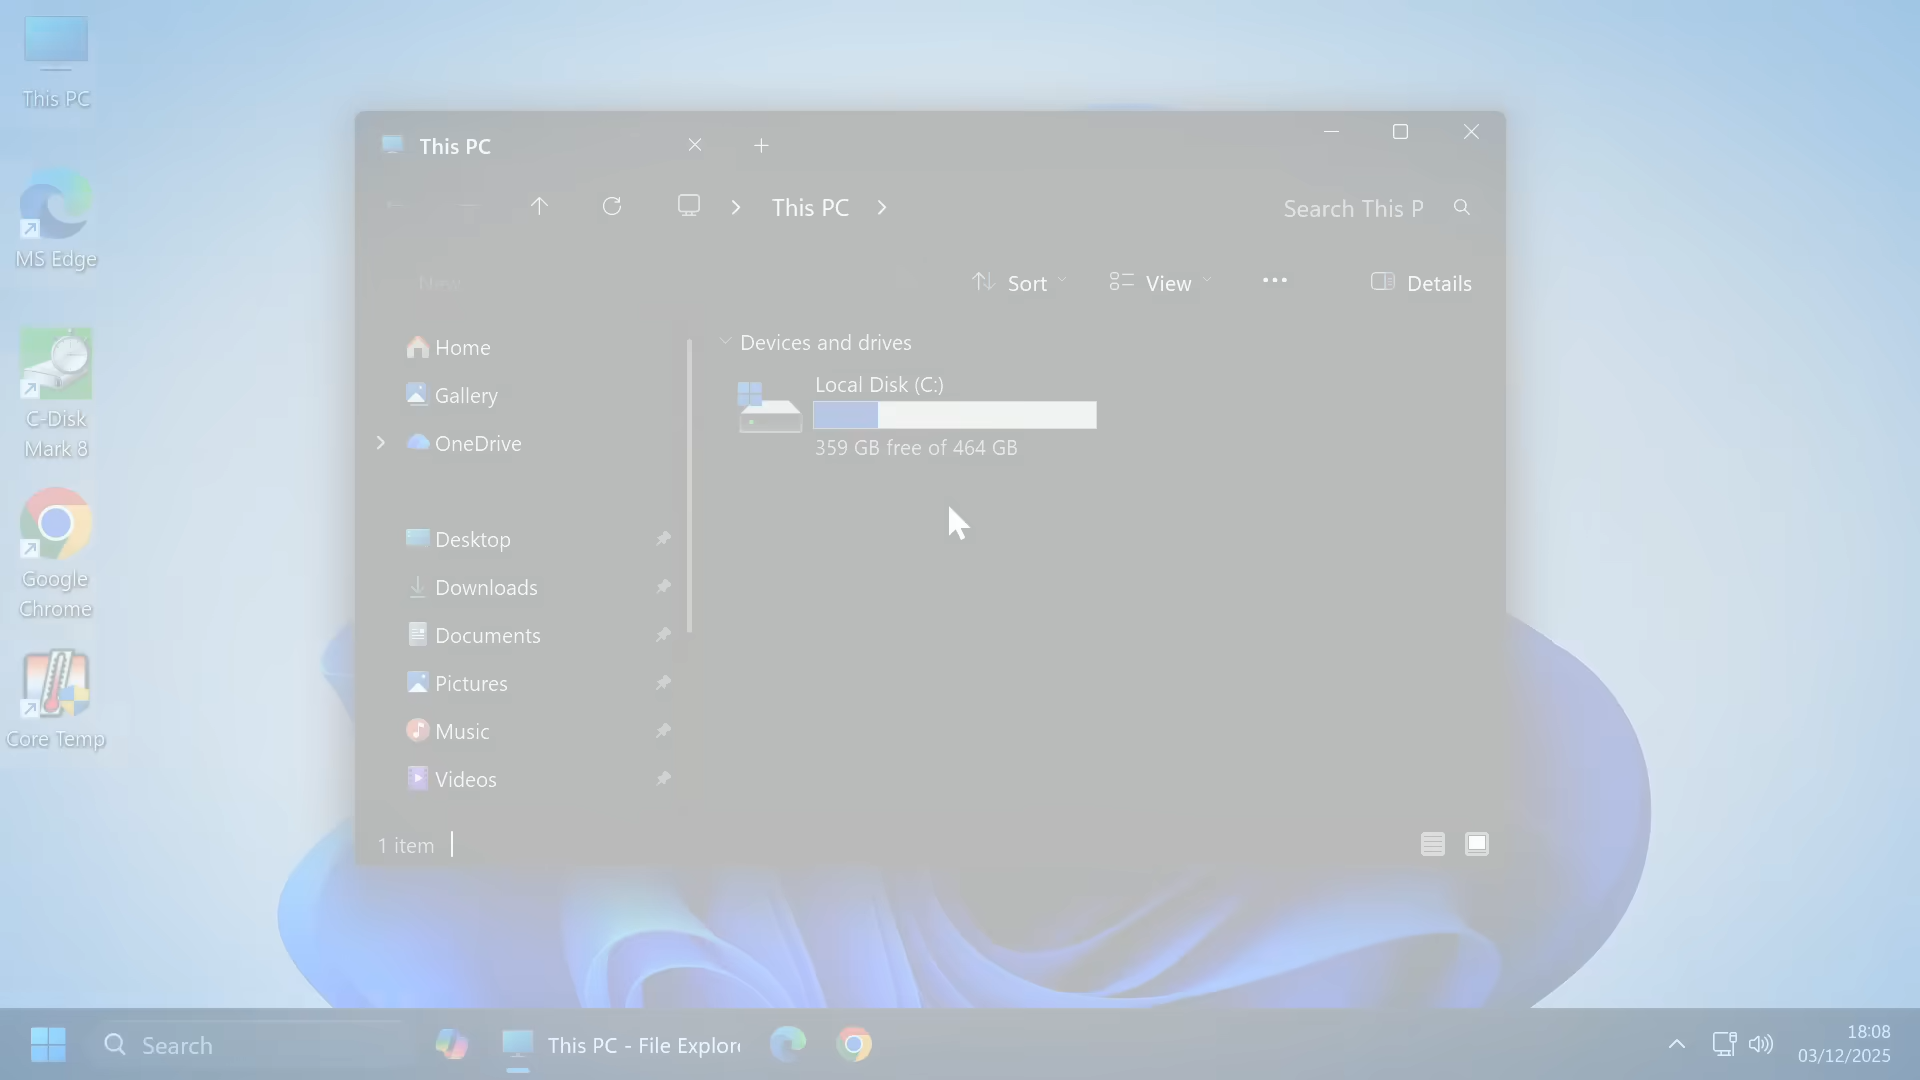 This PC
MS Edge
C-Disk
Mark 8
Google
Chrome
Core Temp
This PC
This PC
Search This P
New
Sort
View
Details
Home
Gallery
OneDrive
Desktop
Downloads
Documents
Pictures
Music
Videos
Devices and drives
Local Disk (C:)
359 GB free of 464 GB
1 item
Search
This PC - File Explor
18:08
03/12/2025